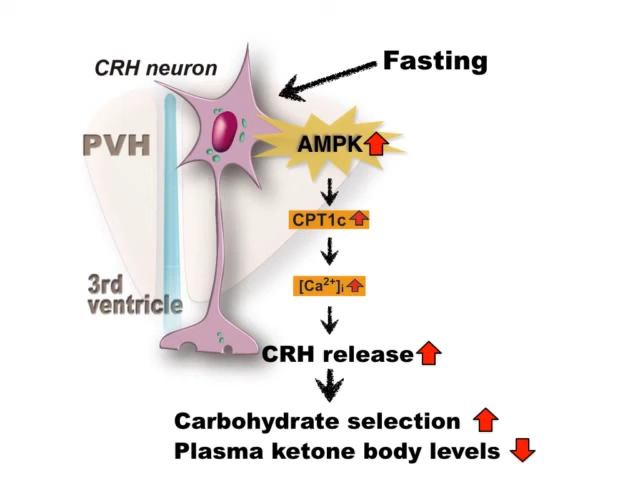 CRH neuron
Fasting
PVH
AMPK
CPT1c
[Ca²⁺]i
3rd
ventricle
CRH release
Carbohydrate selection
Plasma ketone body levels